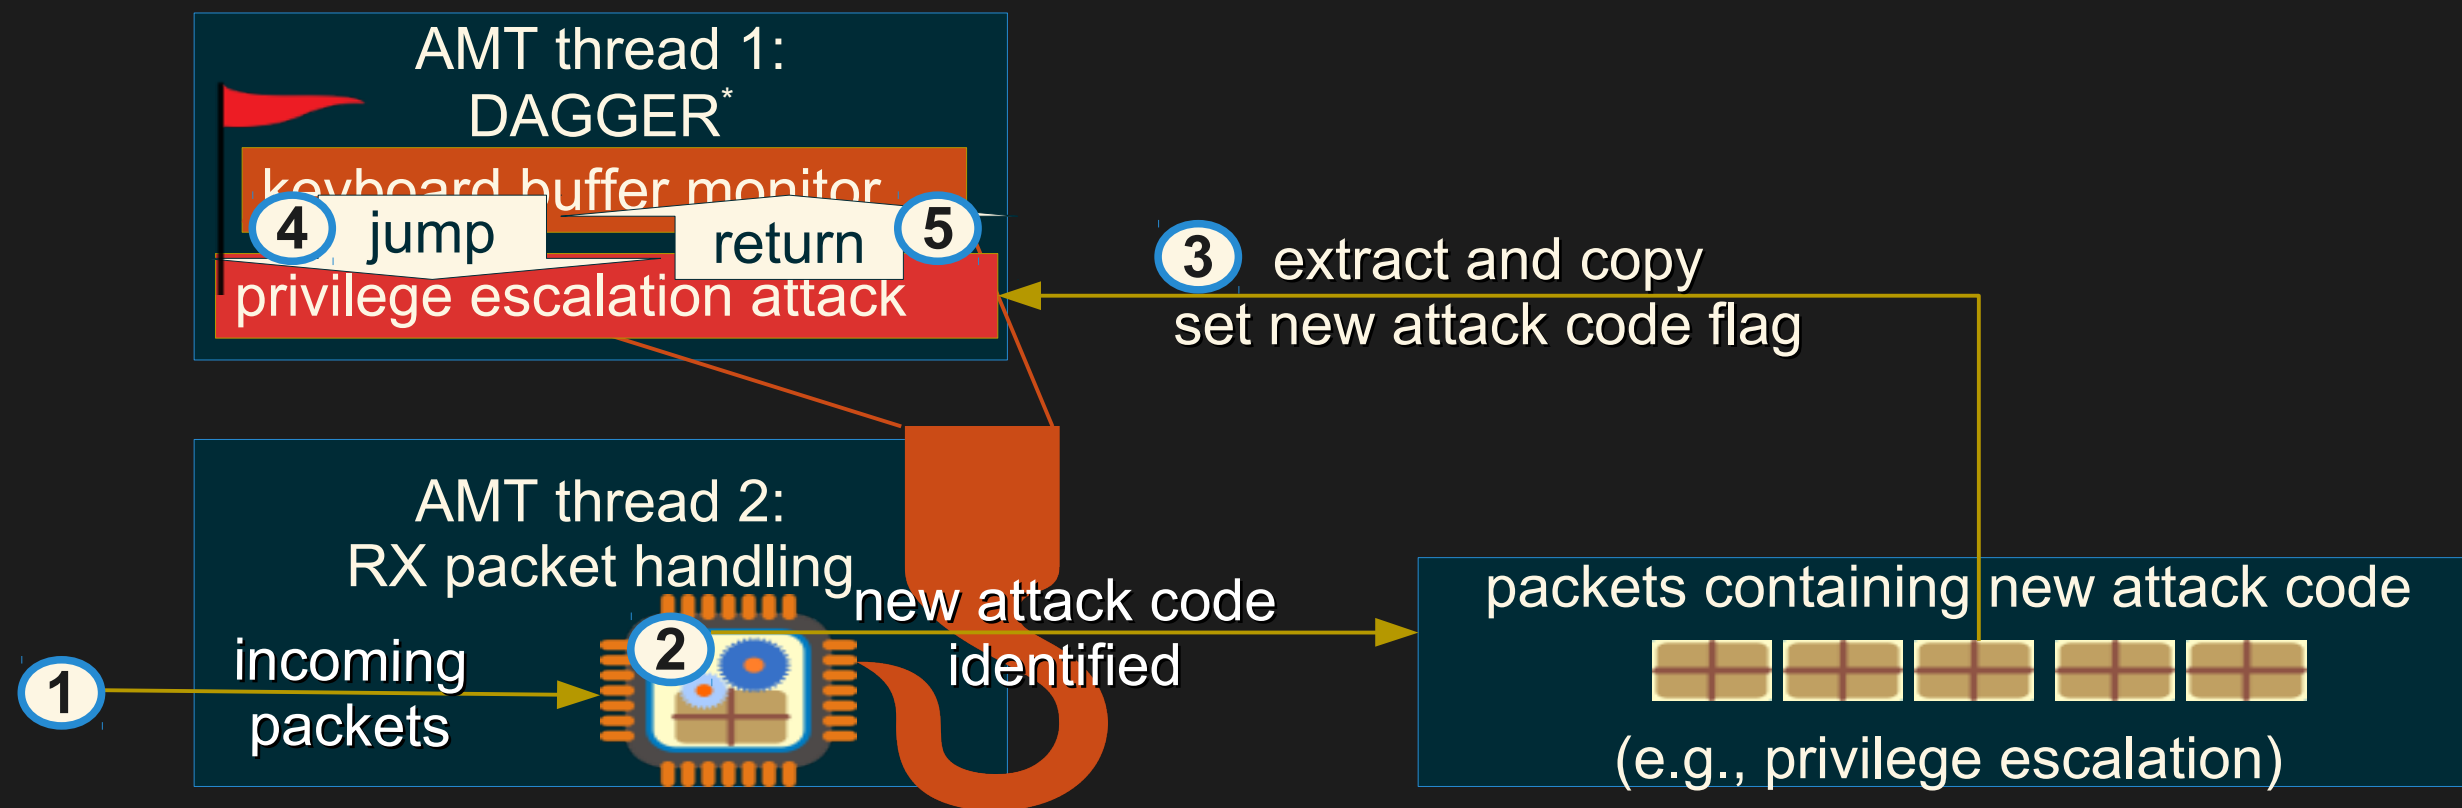 AMT thread 1:
DAGGER*
keyboard buffer monitor
4
jump
return
5
privilege escalation attack
3
extract and copy
set new attack code flag
AMT thread 2:
RX packet handling
1
incoming
packets
2
new attack code
identified
packets containing new attack code
(e.g., privilege escalation)